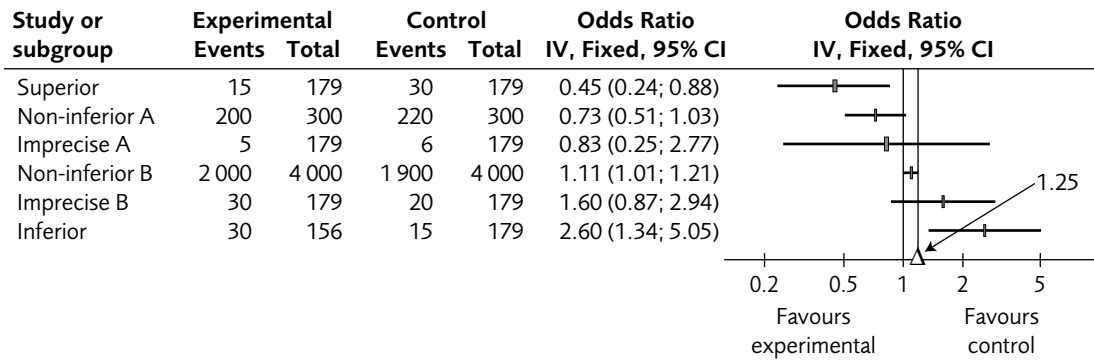 Study or Experimental Control Odds Ratio Odds Ratio
subgroup Events Total Events Total IV, Fixed, 95% CI IV, Fixed, 95% CI
Superior 15 179 30 179 0.45 (0.24; 0.88)
Non-inferior A 200 300 220 300 0.73 (0.51; 1.03)
Imprecise A 5 179 6 179 0.83 (0.25; 2.77)
Non-inferior B 2 000 4 000 1 900 4 000 1.11 (1.01; 1.21)
Imprecise B 30 179 20 179 1.60 (0.87; 2.94) 1.25
Inferior 30 156 15 179 2.60 (1.34; 5.05)
Δ
0.2 0.5 1 2 5
Favours Favours
experimental control